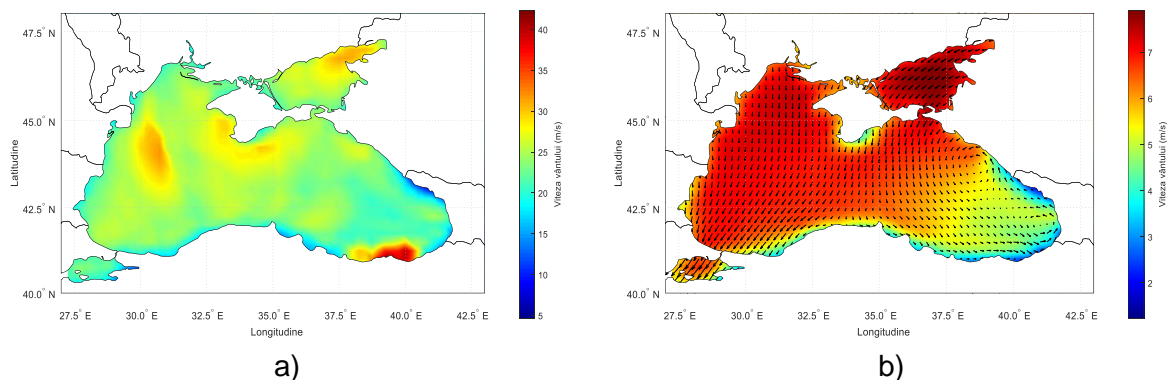 47.5° N
45.0° N
42.5° N
40.0° N
Latitudine
27.5° E 30.0° E 32.5° E 35.0° E 37.5° E 40.0° E 42.5° E
Longitudine
40
35
30
25
20
15
10
5
Viteza vântului (m/s)
a)
47.5° N
45.0° N
42.5° N
40.0° N
Latitudine
27.5° E 30.0° E 32.5° E 35.0° E 37.5° E 40.0° E 42.5° E
Longitudine
7
6
5
4
3
2
Viteza vântului (m/s)
b)